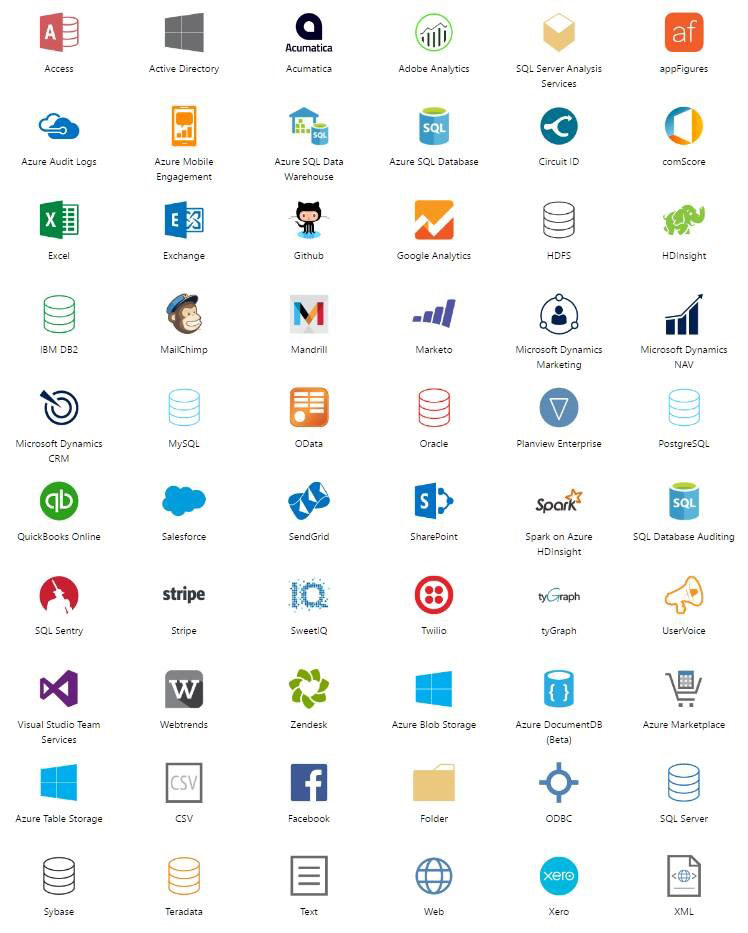 A
Access
Active Directory
Acumatica
Acumatica
Adobe Analytics
SQL Server Analysis
Services
af
appFigures
Azure Audit Logs
Azure Mobile
Engagement
SQL
Azure SQL Data
Warehouse
SQL
Azure SQL Database
Circuit ID
comScore
X
Excel
E
Exchange
Github
Google Analytics
HDFS
HDInsight
IBM DB2
MailChimp
M
Mandrill
Marketo
Microsoft Dynamics
Marketing
Microsoft Dynamics
NAV
Microsoft Dynamics
CRM
MySQL
OData
Oracle
Planview Enterprise
PostgreSQL
qb
QuickBooks Online
Salesforce
SendGrid
S
SharePoint
Spark
Spark on Azure
HDInsight
SQL
SQL Database Auditing
SQL Sentry
stripe
Stripe
IQ
SweetIQ
Twilio
tyGraph
tyGraph
UserVoice
Visual Studio Team
Services
W
Webtrends
Zendesk
Azure Blob Storage
{ }
Azure DocumentDB
(Beta)
Azure Marketplace
Azure Table Storage
CSV
CSV
f
Facebook
Folder
ODBC
SQL Server
Sybase
Teradata
Text
Web
xero
Xero
< >
XML